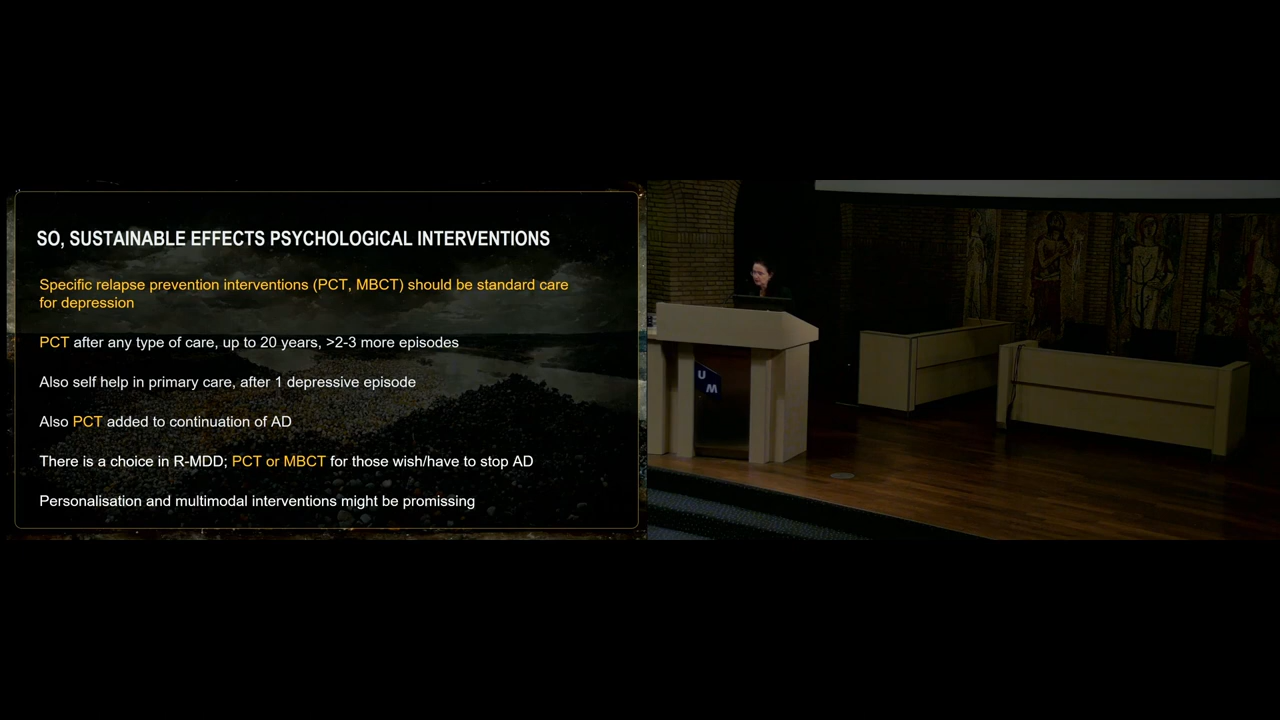 SO, SUSTAINABLE EFFECTS PSYCHOLOGICAL INTERVENTIONS
Specific relapse prevention interventions (PCT, MBCT) should be standard care
for depression
PCT after any type of care, up to 20 years, >2-3 more episodes
Also self help in primary care, after 1 depressive episode
Also PCT added to continuation of AD
There is a choice in R-MDD; PCT or MBCT for those wish/have to stop AD
Personalisation and multimodal interventions might be promissing
U
M